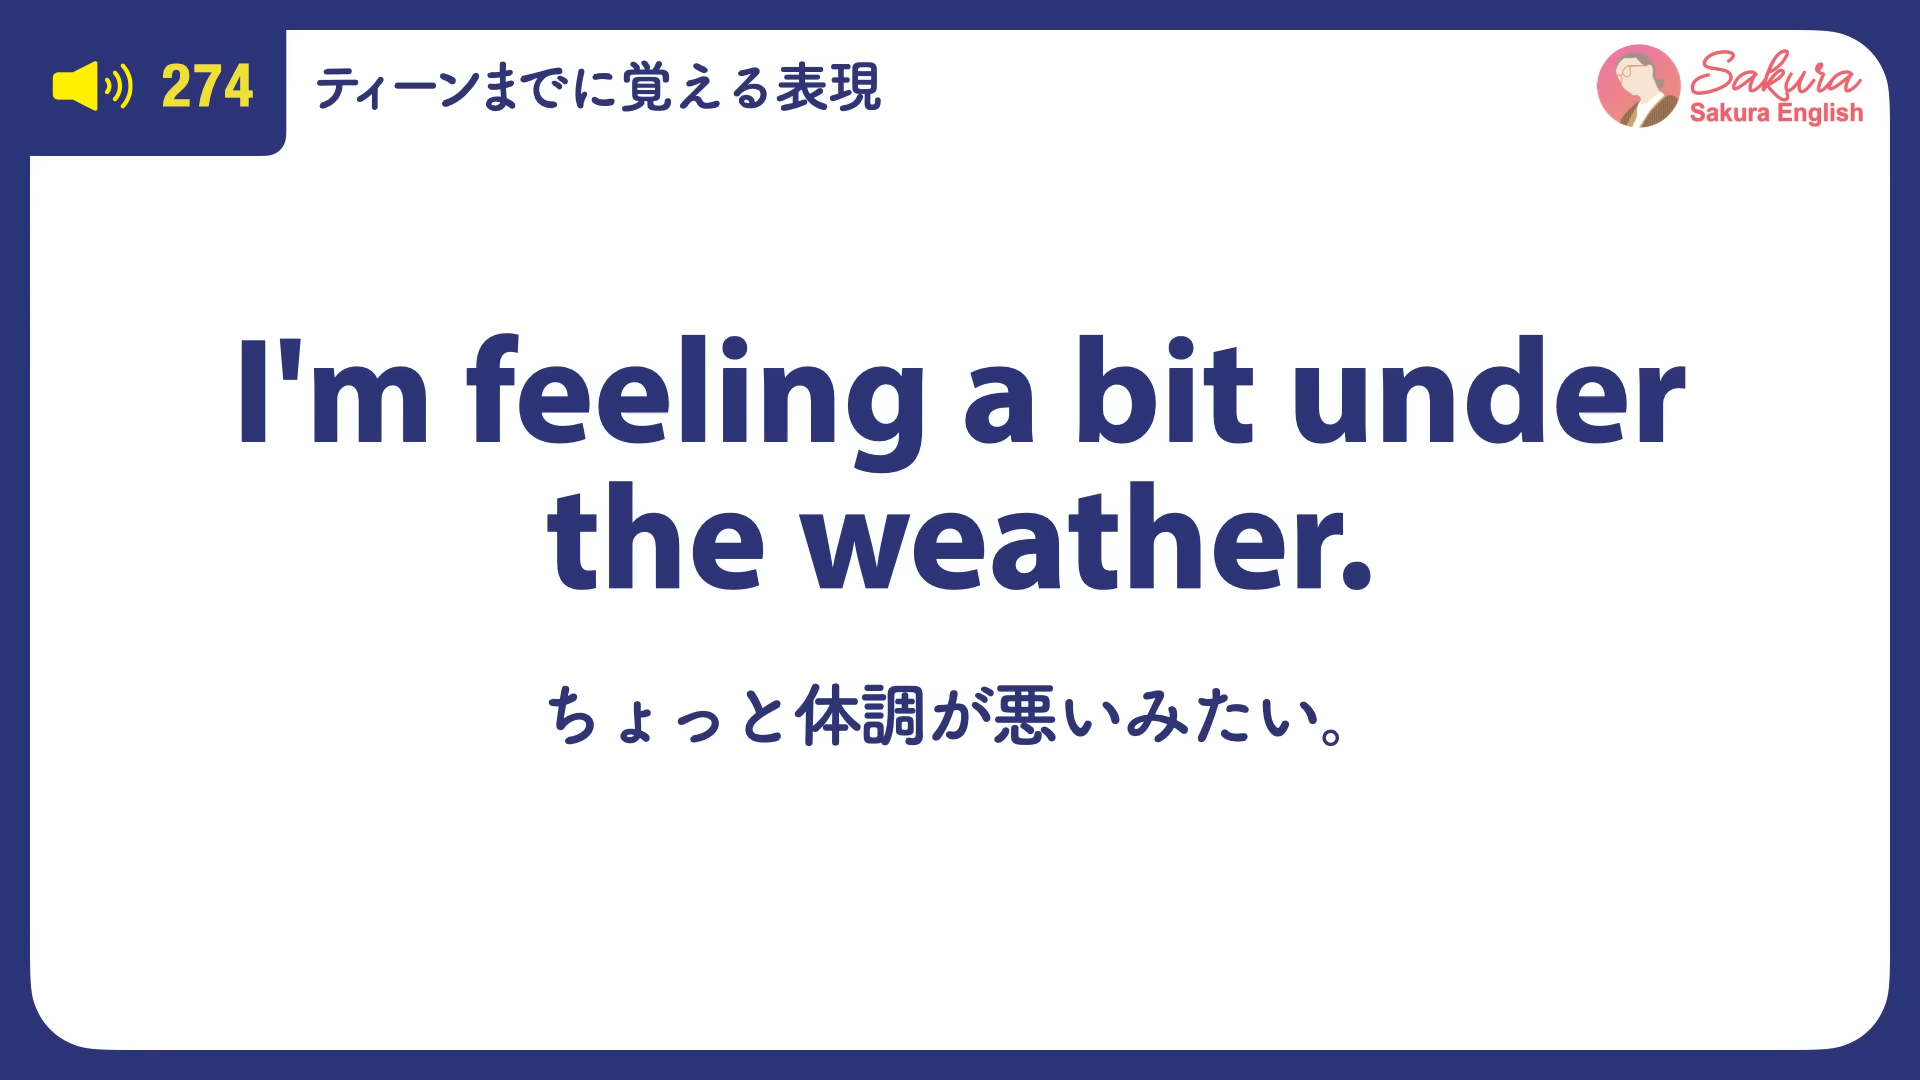 274
ティーンまでに覚える表現
Sakura
Sakura English
I'm feeling a bit under
the weather.
ちょっと体調が悪いみたい。